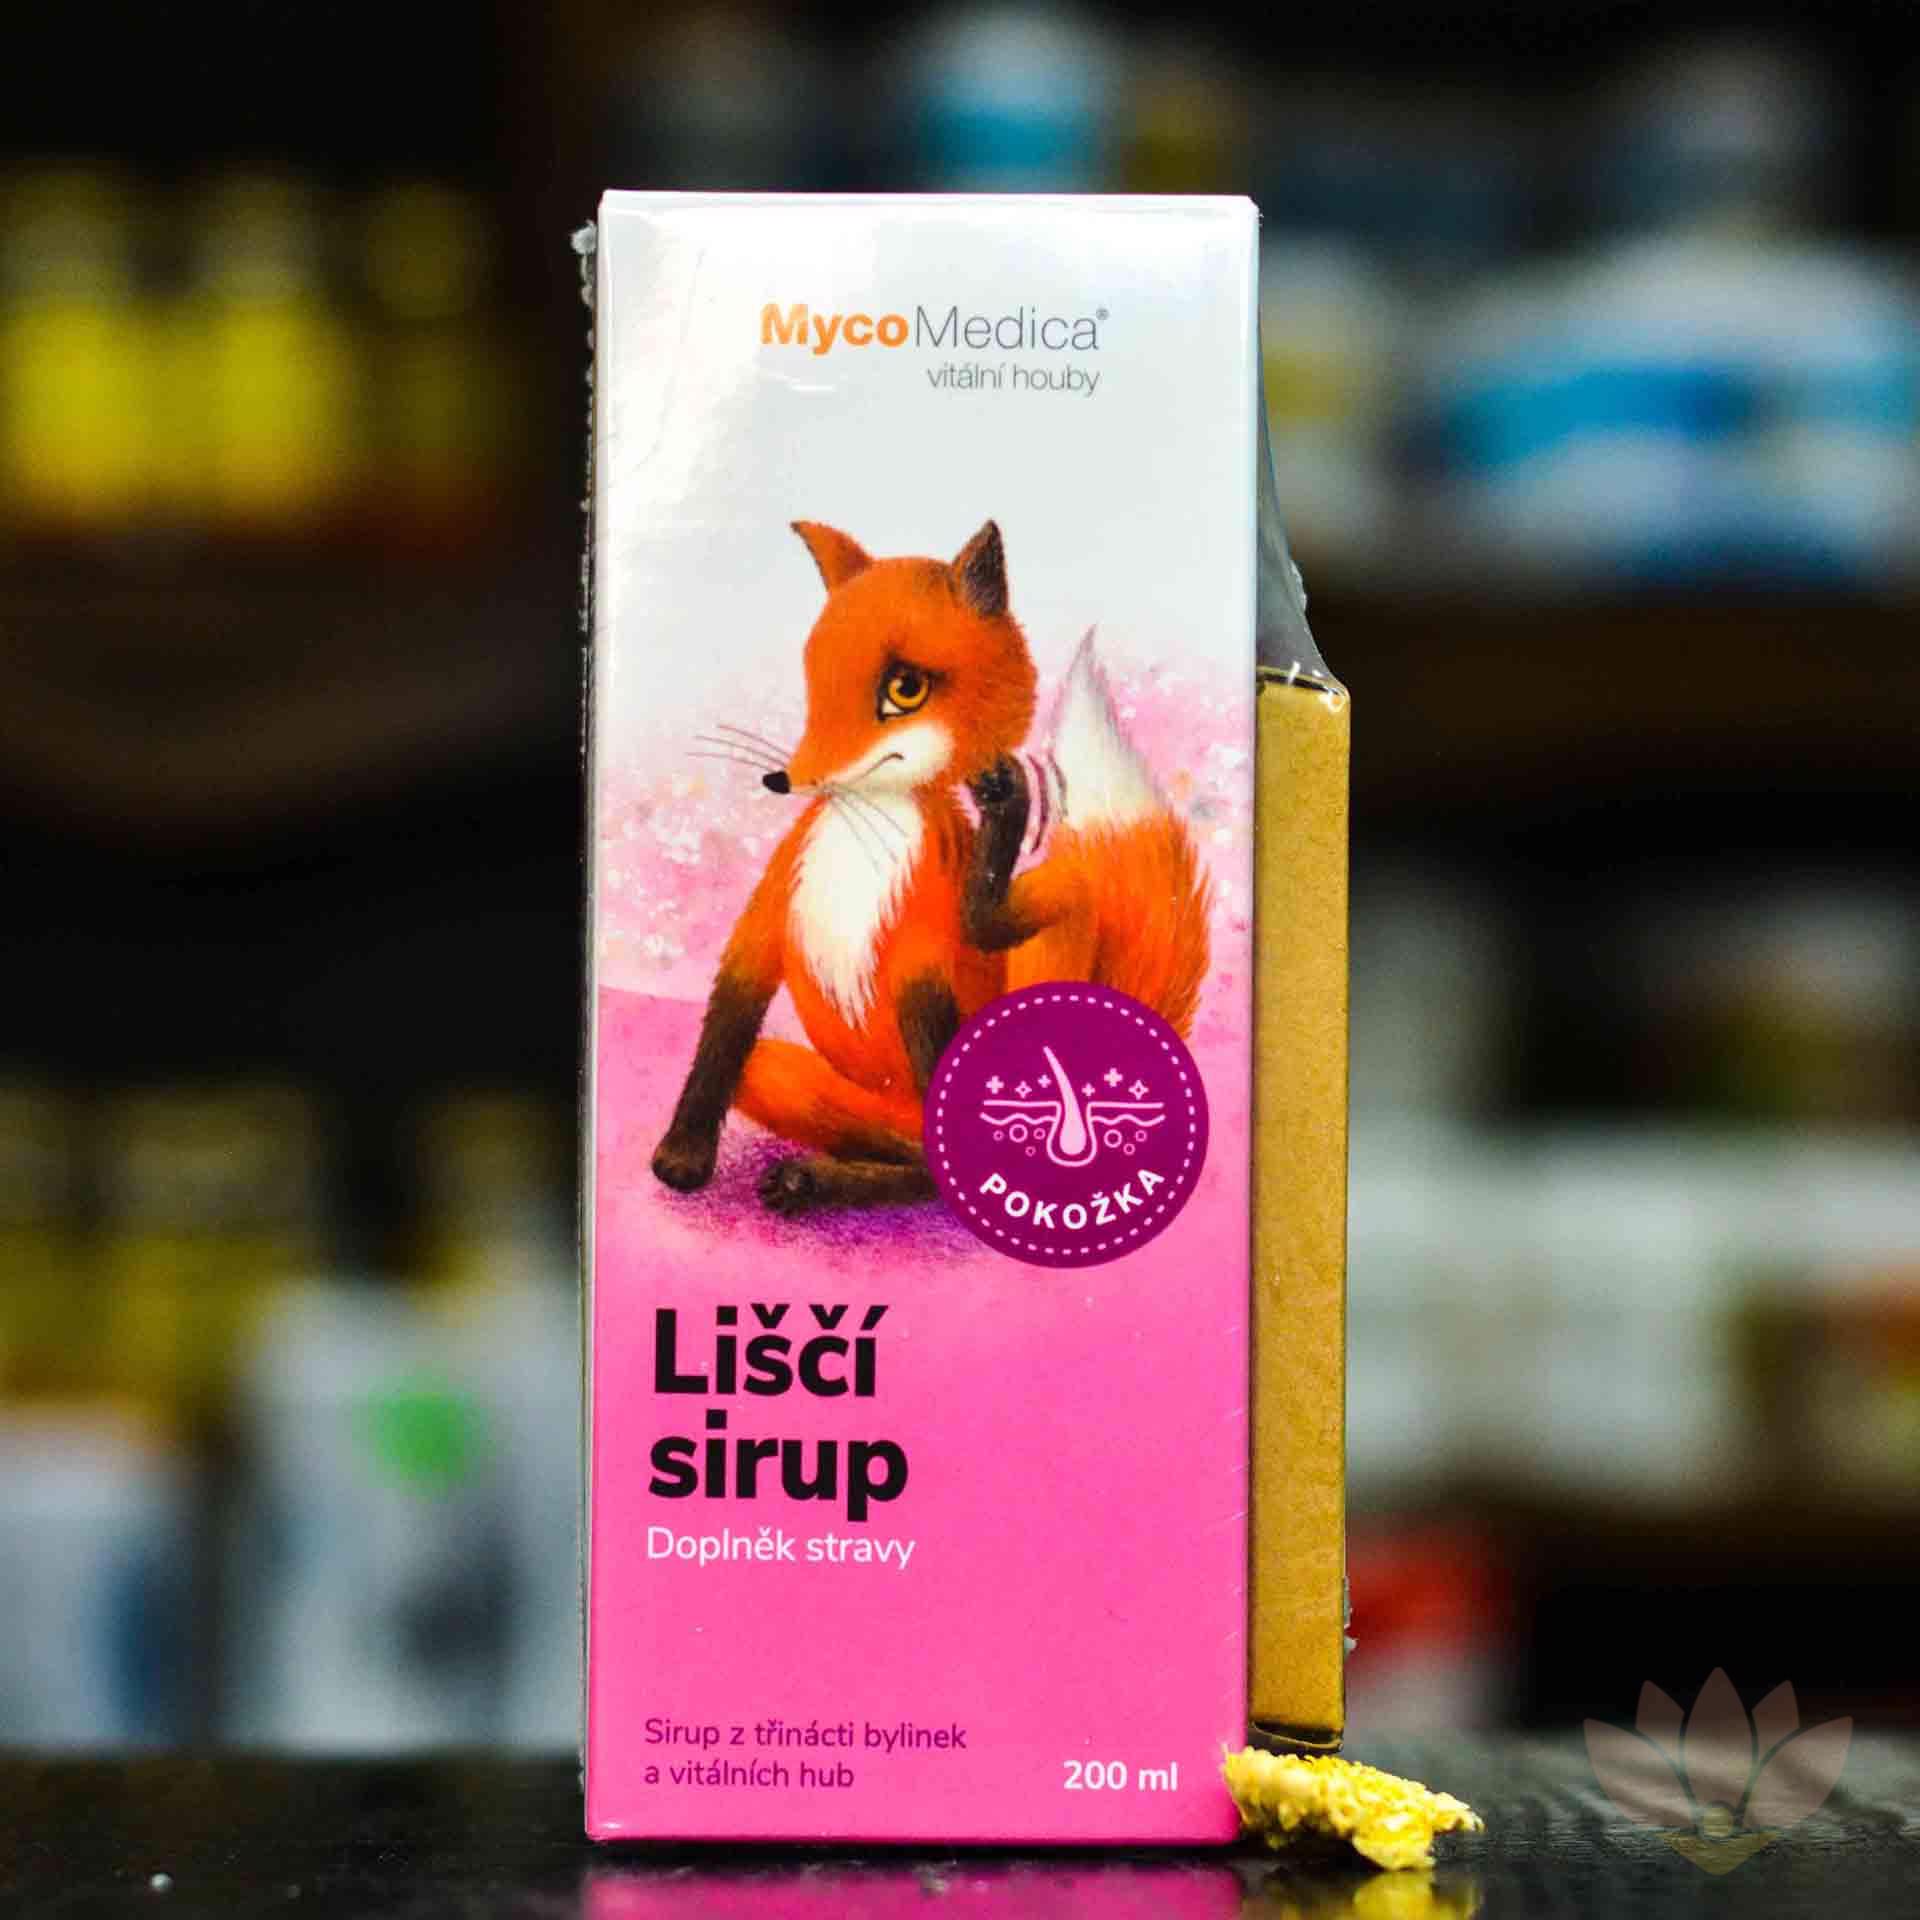 MycoMedica®
vitální houby
POKOŽKA
Liščí
sirup
Doplněk stravy
Sirup z třinácti bylinek
a vitálních hub
200 ml